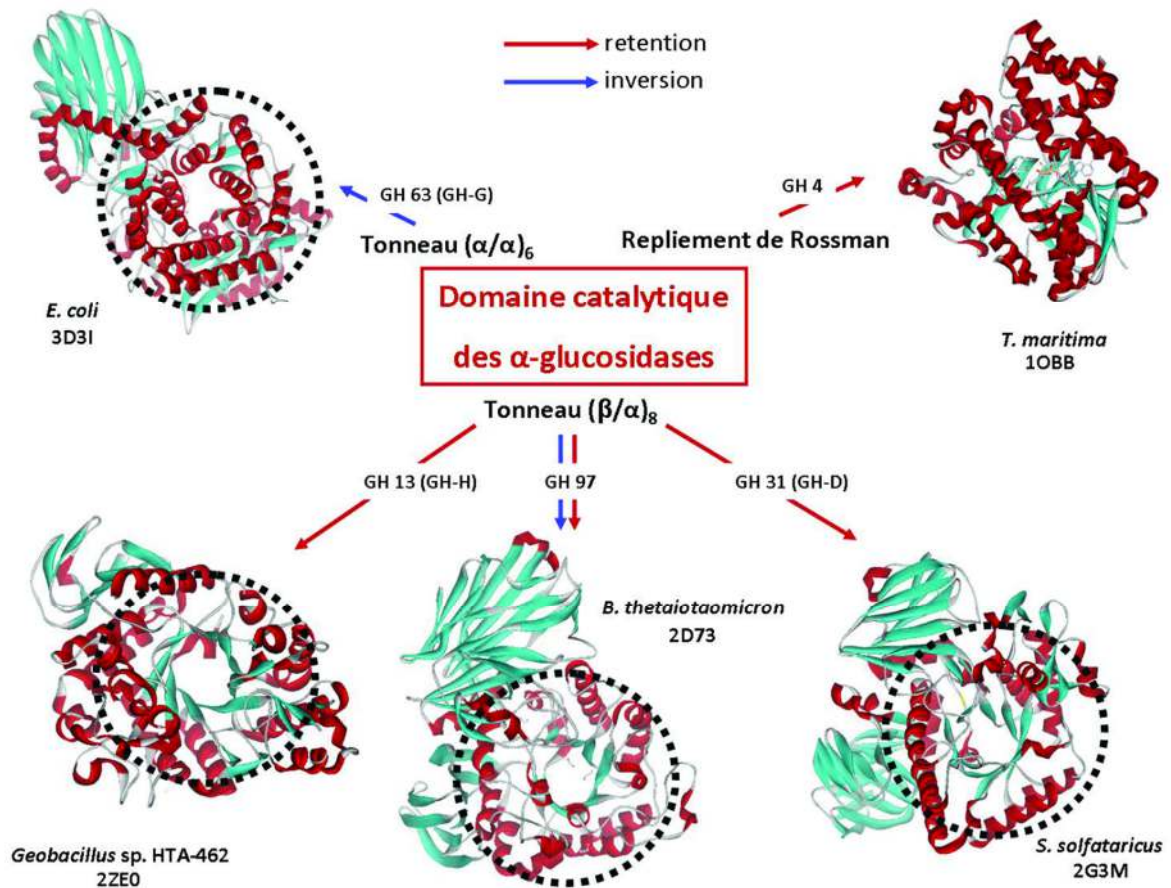 retention
inversion
GH 63 (GH-G)
GH 4
Tonneau (α/α)6
Repliement de Rossman
E. coli
3D3I
Domaine catalytique
des α-glucosidases
T. maritima
1OBB
Tonneau (β/α)8
GH 13 (GH-H)
GH 97
GH 31 (GH-D)
B. thetaiotaomicron
2D73
Geobacillus sp. HTA-462
2ZE0
S. solfataricus
2G3M